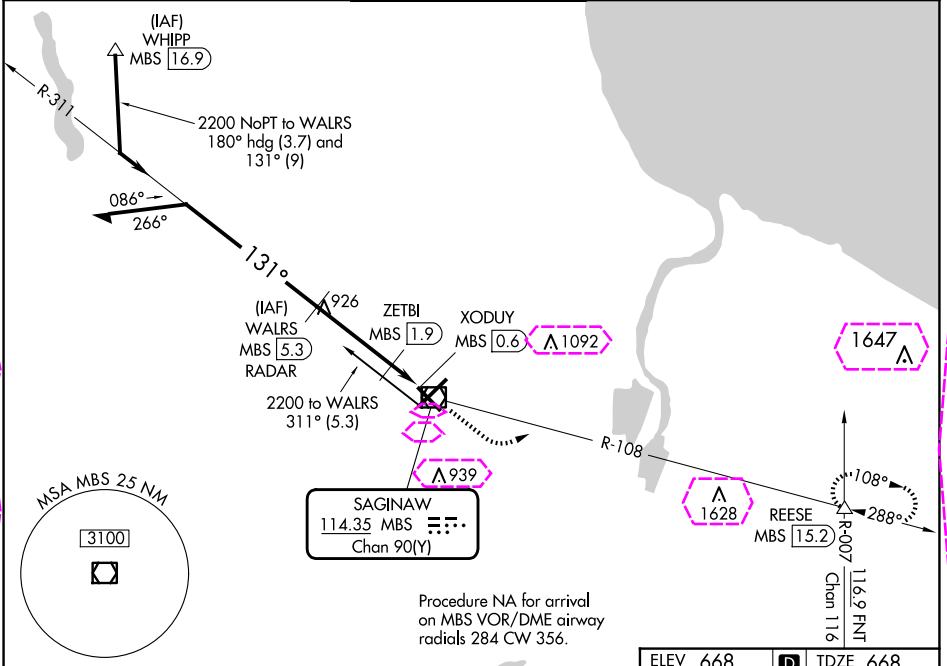 (IAF)
WHIPP
MBS 16.9
R-311
2200 NoPT to WALRS
180° hdg (3.7) and
131° (9)
086°
266°
131°
(IAF)
WALRS
MBS 5.3
RADAR
926
ZETBI
MBS 1.9
XODUY
MBS 0.6
1092
1647
2200 to WALRS
311° (5.3)
R-108
939
1628
108°
288°
REESE
MBS 15.2
R-007
116.9 FNT
Chan 116
SAGINAW
114.35 MBS
Chan 90(Y)
MSA MBS 25 NM
3100
Procedure NA for arrival
on MBS VOR/DME airway
radials 284 CW 356.
ELEV 668 D TDZE 668